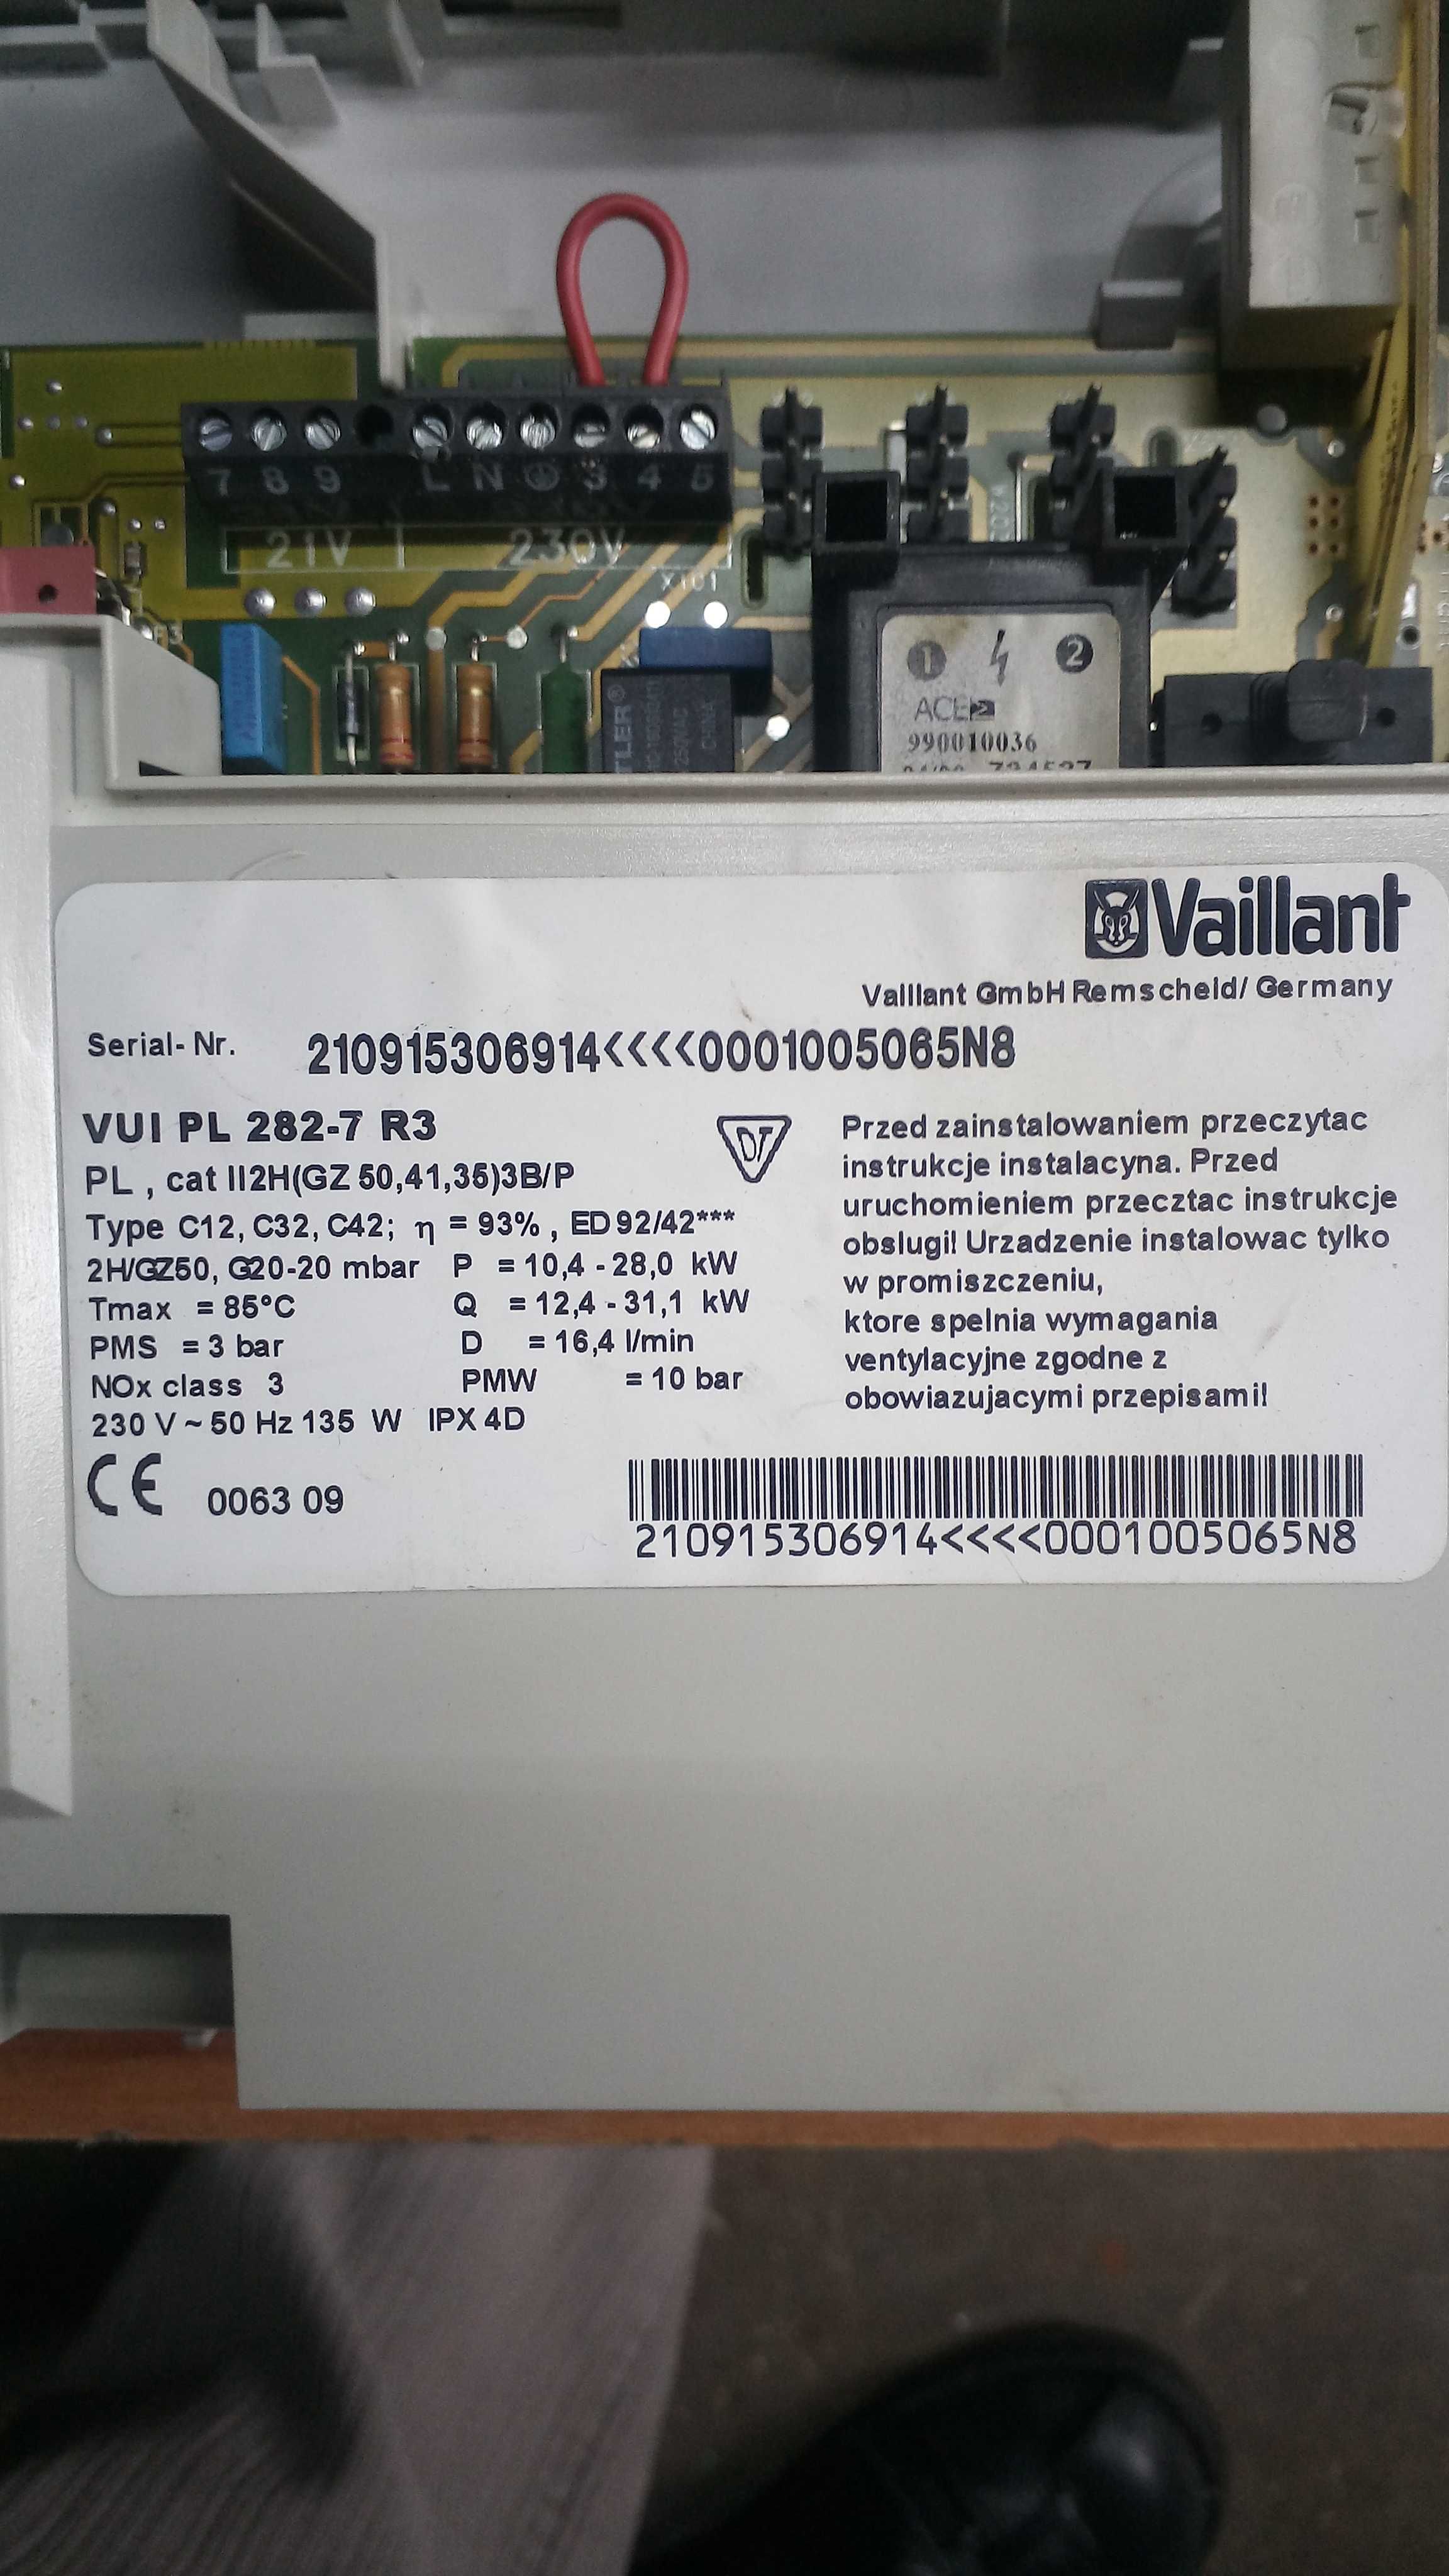 7 8 9 L N 3 4 5
21V 230V
X101
1 2
ACE
990010036
Vaillant
Vaillant GmbH Remscheid/ Germany
Serial- Nr. 210915306914<<<<0001005065N8
VUI PL 282-7 R3
PL , cat II2H(GZ 50,41,35)3B/P
Type C12, C32, C42; η = 93% , ED 92/42***
2H/GZ50, G20-20 mbar P = 10,4 - 28,0 kW
Tmax = 85°C Q = 12,4 - 31,1 kW
PMS = 3 bar D = 16,4 l/min
NOx class 3 PMW = 10 bar
230 V ~ 50 Hz 135 W IPX 4D
DT
Przed zainstalowaniem przeczytac
instrukcje instalacyna. Przed
uruchomieniem przecztac instrukcje
obslugi! Urzadzenie instalowac tylko
w promiszczeniu,
ktore spelnia wymagania
ventylacyjne zgodne z
obowiazujacymi przepisami!
CE 0063 09
210915306914<<<<0001005065N8